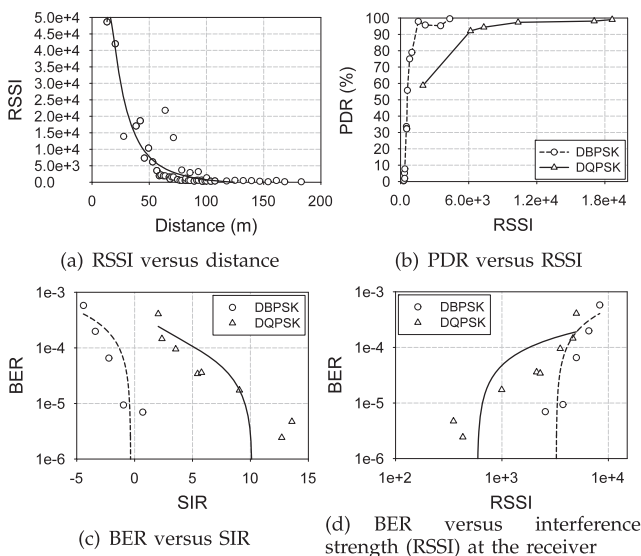 5.0e+4
4.5e+4
4.0e+4
3.5e+4
3.0e+4
2.5e+4
2.0e+4
1.5e+4
1.0e+4
5.0e+3
0.0
RSSI
0 50 100 150 200
Distance (m)
(a) RSSI versus distance
100
90
80
70
60
50
40
30
20
10
0
PDR (%)
DBPSK
DQPSK
0.0 6.0e+3 1.2e+4 1.8e+4
RSSI
(b) PDR versus RSSI
1e-3
1e-4
1e-5
1e-6
BER
DBPSK
DQPSK
-5 0 5 10 15
SIR
(c) BER versus SIR
1e-3
1e-4
1e-5
1e-6
BER
DBPSK
DQPSK
1e+2 1e+3 1e+4
RSSI
(d) BER versus interference
strength (RSSI) at the receiver